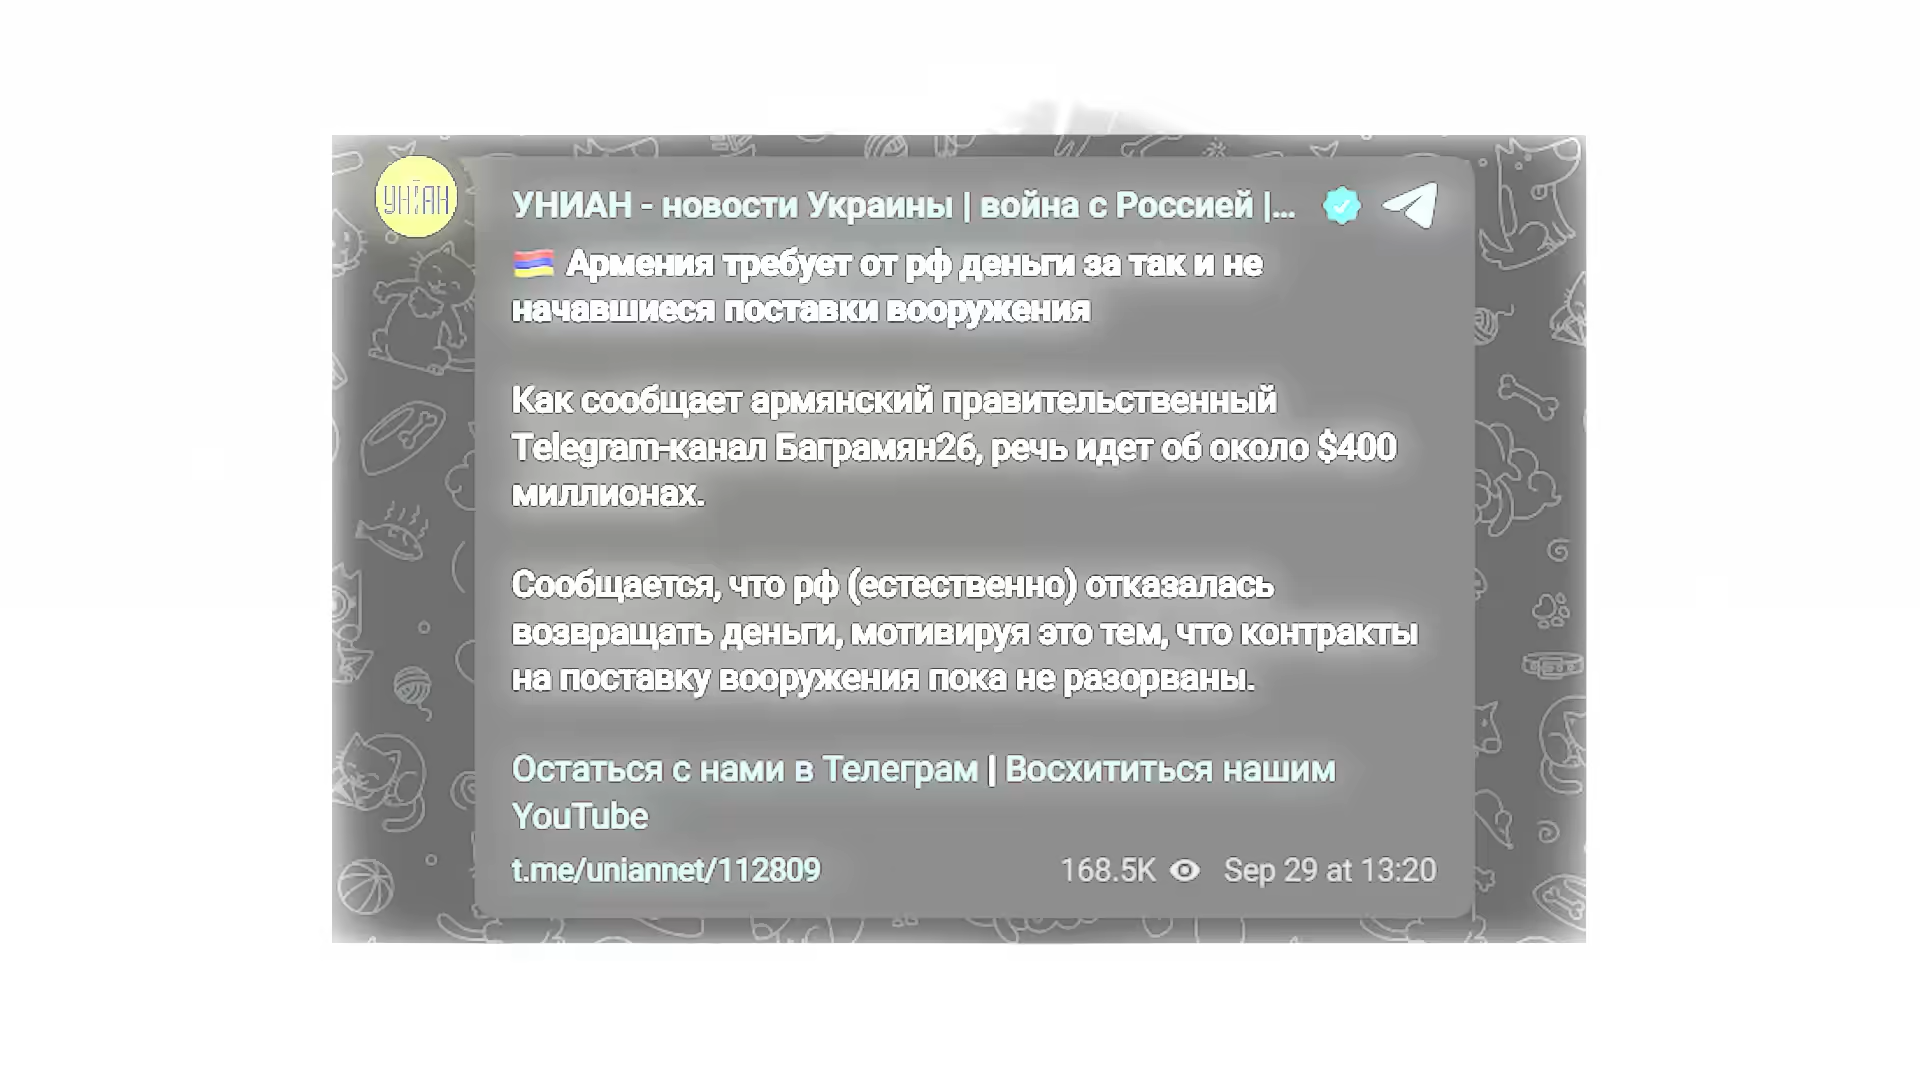 УНИАН
УНИАН - новости Украины | война с Россией |...
Армения требует от рф деньги за так и не
начавшиеся поставки вооружения
Как сообщает армянский правительственный
Telegram-канал Баграмян26, речь идет об около $400
миллионах.
Сообщается, что рф (естественно) отказалась
возвращать деньги, мотивируя это тем, что контракты
на поставку вооружения пока не разорваны.
Остаться с нами в Телеграм | Восхититься нашим
YouTube
t.me/uniannet/112809 168.5K Sep 29 at 13:20